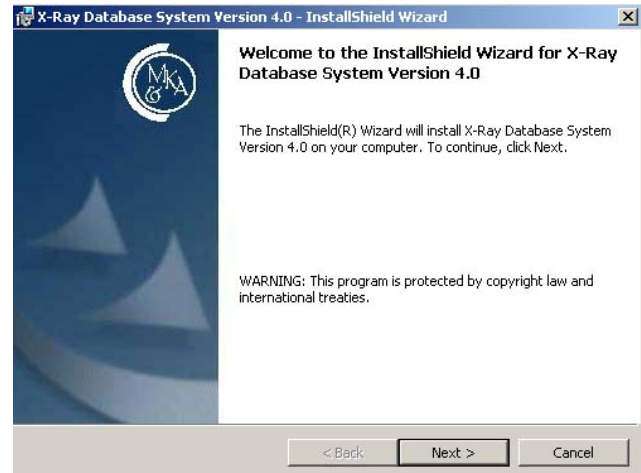 X-Ray Database System Version 4.0 - InstallShield Wizard
MK
& A
Welcome to the InstallShield Wizard for X-Ray
Database System Version 4.0
The InstallShield(R) Wizard will install X-Ray Database System
Version 4.0 on your computer. To continue, click Next.
WARNING: This program is protected by copyright law and
international treaties.
< Back
Next >
Cancel